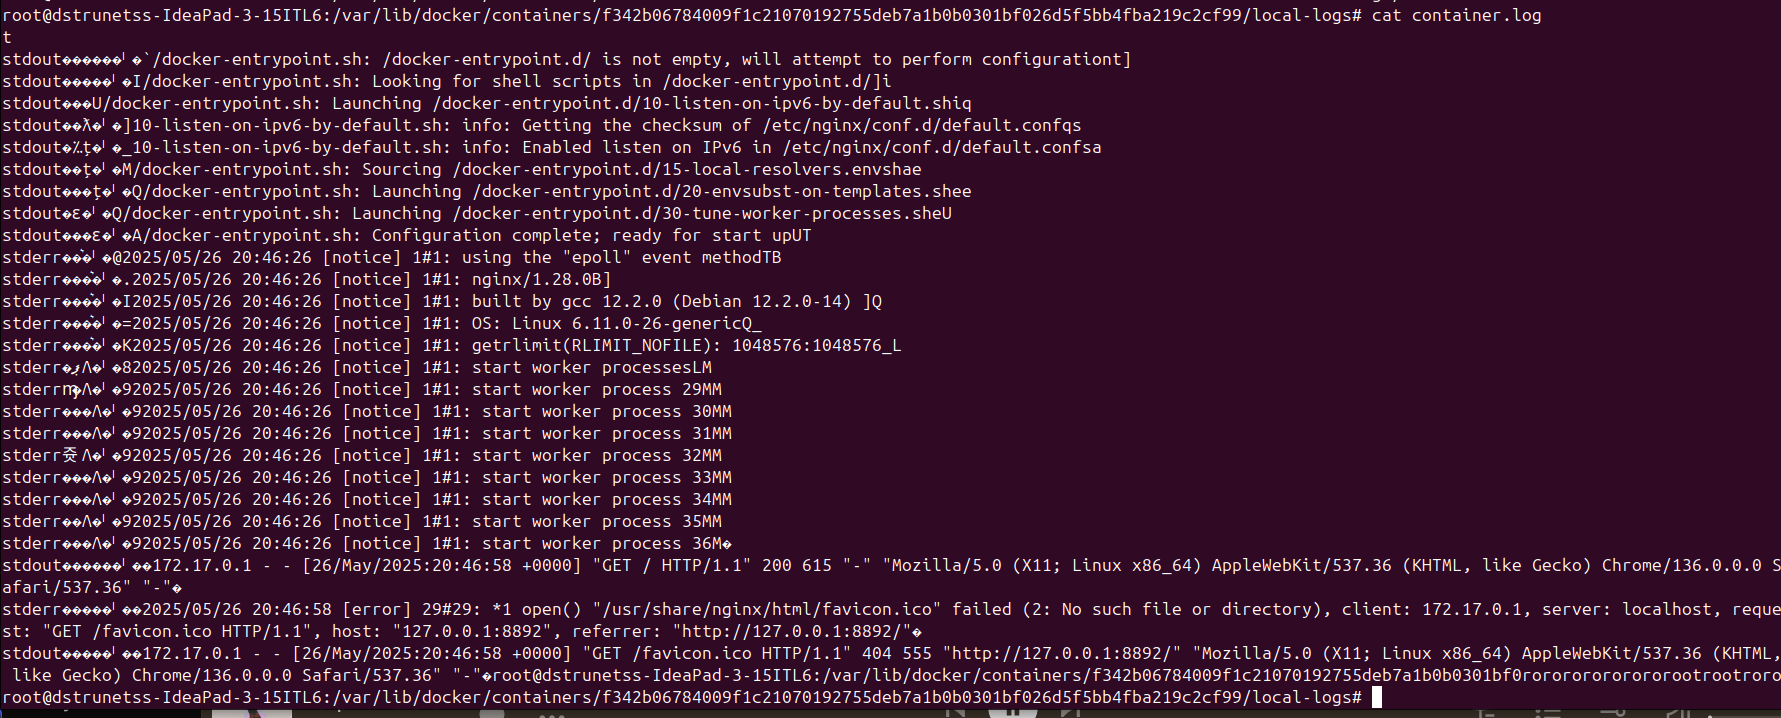 root@dstrunetss-IdeaPad-3-15ITL6:/var/lib/docker/containers/f342b06784009f1c21070192755deb7a1b0b0301bf026d5f5bb4fba219c2cf99/local-logs# cat container.log
t
stdout������╵�`/docker-entrypoint.sh: /docker-entrypoint.d/ is not empty, will attempt to perform configurationt]
stdout�����╵�I/docker-entrypoint.sh: Looking for shell scripts in /docker-entrypoint.d/]i
stdout���U/docker-entrypoint.sh: Launching /docker-entrypoint.d/10-listen-on-ipv6-by-default.shiq
stdout��ƛ�╵�]10-listen-on-ipv6-by-default.sh: info: Getting the checksum of /etc/nginx/conf.d/default.confqs
stdout�⁒ţ�╵�_10-listen-on-ipv6-by-default.sh: info: Enabled listen on IPv6 in /etc/nginx/conf.d/default.confsa
stdout��ţ�╵�M/docker-entrypoint.sh: Sourcing /docker-entrypoint.d/15-local-resolvers.envshae
stdout���ţ�╵�Q/docker-entrypoint.sh: Launching /docker-entrypoint.d/20-envsubst-on-templates.shee
stdout�ε�╵�Q/docker-entrypoint.sh: Launching /docker-entrypoint.d/30-tune-worker-processes.sheU
stdout���ε�╵�A/docker-entrypoint.sh: Configuration complete; ready for start upUT
stderr����╵�@2025/05/26 20:46:26 [notice] 1#1: using the "epoll" event methodTB
stderr����╵�.2025/05/26 20:46:26 [notice] 1#1: nginx/1.28.0B]
stderr����╵�I2025/05/26 20:46:26 [notice] 1#1: built by gcc 12.2.0 (Debian 12.2.0-14) ]Q
stderr����╵�=2025/05/26 20:46:26 [notice] 1#1: OS: Linux 6.11.0-26-genericQ_
stderr����╵�K2025/05/26 20:46:26 [notice] 1#1: getrlimit(RLIMIT_NOFILE): 1048576:1048576_L
stderr�Λ�╵�82025/05/26 20:46:26 [notice] 1#1: start worker processesLM
stderr�Λ�╵�92025/05/26 20:46:26 [notice] 1#1: start worker process 29MM
stderr���Λ�╵�92025/05/26 20:46:26 [notice] 1#1: start worker process 30MM
stderr���Λ�╵�92025/05/26 20:46:26 [notice] 1#1: start worker process 31MM
stderrΛ�╵�92025/05/26 20:46:26 [notice] 1#1: start worker process 32MM
stderr���Λ�╵�92025/05/26 20:46:26 [notice] 1#1: start worker process 33MM
stderr���Λ�╵�92025/05/26 20:46:26 [notice] 1#1: start worker process 34MM
stderr��Λ�╵�92025/05/26 20:46:26 [notice] 1#1: start worker process 35MM
stderr���Λ�╵�92025/05/26 20:46:26 [notice] 1#1: start worker process 36M�
stdout������╵��172.17.0.1 - - [26/May/2025:20:46:58 +0000] "GET / HTTP/1.1" 200 615 "-" "Mozilla/5.0 (X11; Linux x86_64) AppleWebKit/537.36 (KHTML, like Gecko) Chrome/136.0.0.0 S
afari/537.36" "-"�
stderr�����╵��2025/05/26 20:46:58 [error] 29#29: *1 open() "/usr/share/nginx/html/favicon.ico" failed (2: No such file or directory), client: 172.17.0.1, server: localhost, reque
st: "GET /favicon.ico HTTP/1.1", host: "127.0.0.1:8892", referrer: "http://127.0.0.1:8892/"�
stdout�����╵��172.17.0.1 - - [26/May/2025:20:46:58 +0000] "GET /favicon.ico HTTP/1.1" 404 555 "http://127.0.0.1:8892/" "Mozilla/5.0 (X11; Linux x86_64) AppleWebKit/537.36 (KHTML,
like Gecko) Chrome/136.0.0.0 Safari/537.36" "-"�root@dstrunetss-IdeaPad-3-15ITL6:/var/lib/docker/containers/f342b06784009f1c21070192755deb7a1b0b0301bf0rororororororootrootroro
root@dstrunetss-IdeaPad-3-15ITL6:/var/lib/docker/containers/f342b06784009f1c21070192755deb7a1b0b0301bf026d5f5bb4fba219c2cf99/local-logs#